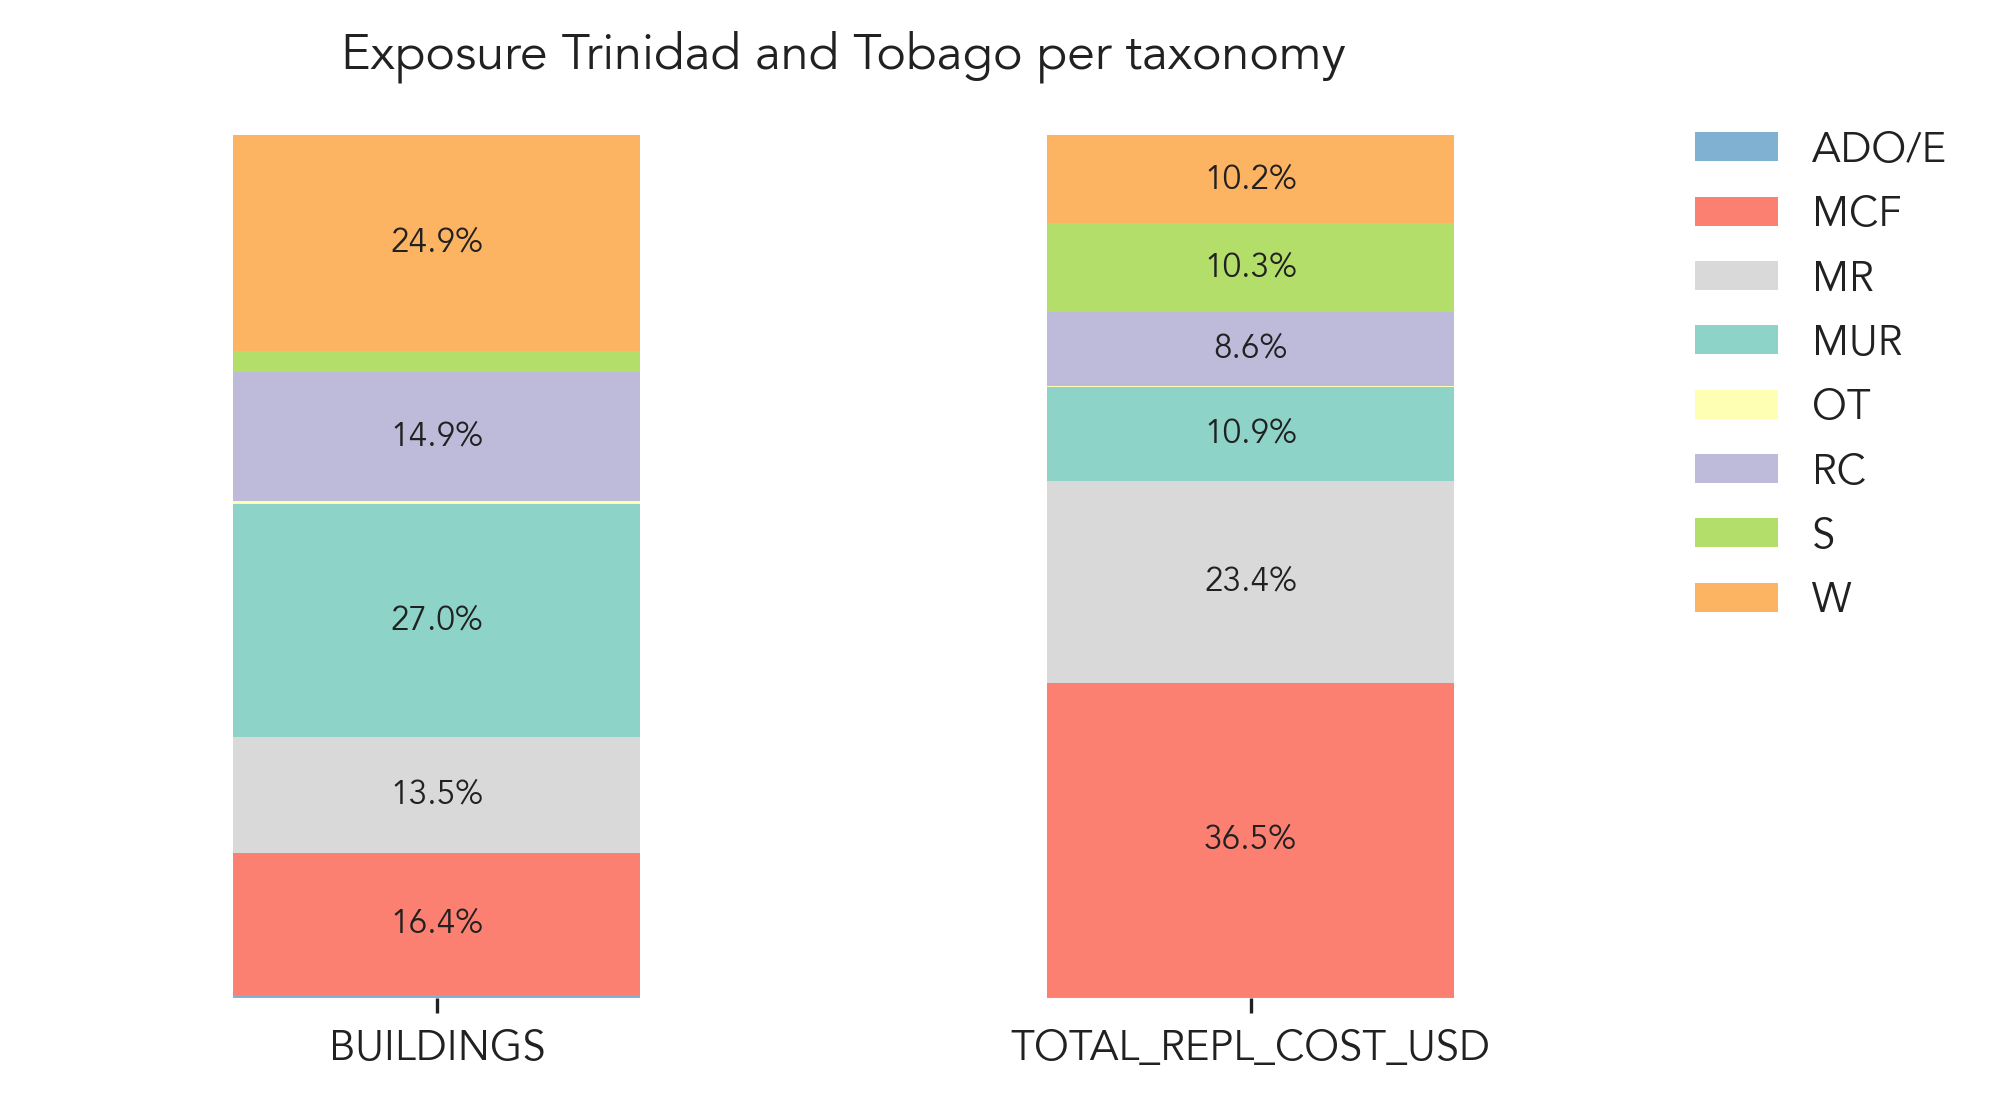 Exposure Trinidad and Tobago per taxonomy
24.9%
14.9%
27.0%
13.5%
16.4%
BUILDINGS
10.2%
10.3%
8.6%
10.9%
23.4%
36.5%
TOTAL_REPL_COST_USD
ADO/E
MCF
MR
MUR
OT
RC
S
W